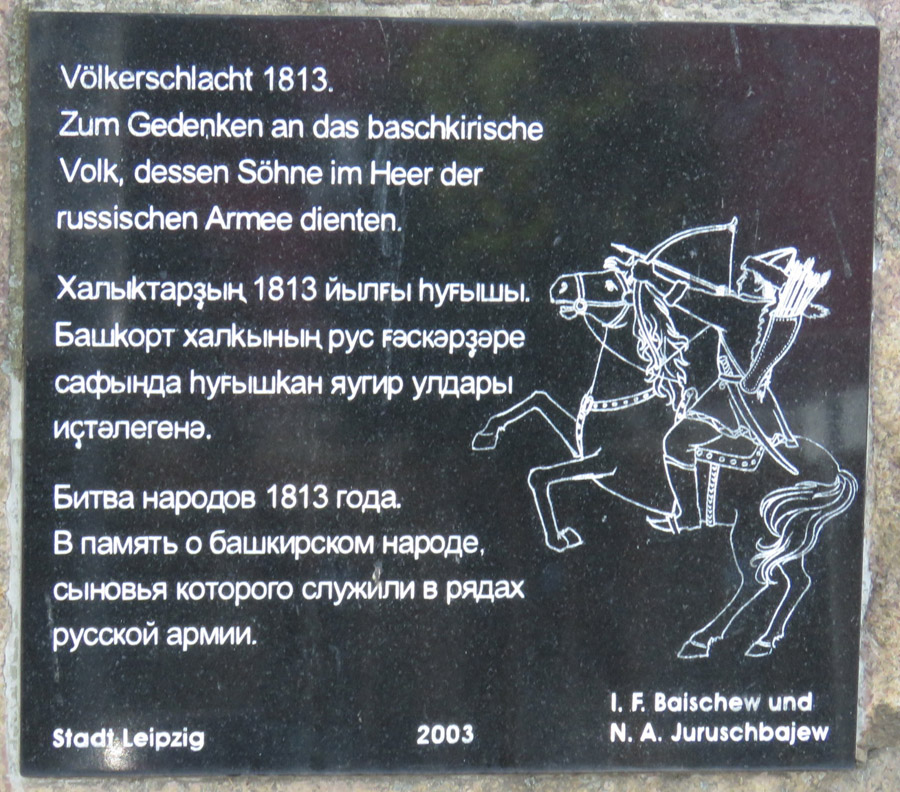 Völkerschlacht 1813.
Zum Gedenken an das baschkirische
Volk, dessen Söhne im Heer der
russischen Armee dienten.
Халыҡтарҙың 1813 йылғы һуғышы.
Башҡорт халҡының рус ғәскәрҙәре
сафында һуғышҡан яугир улдары
иҫтәлегенә.
Битва народов 1813 года.
В память о башкирском народе,
сыновья которого служили в рядах
русской армии.
I. F. Baischew und
N. A. Juruschbajew
Stadt Leipzig 2003